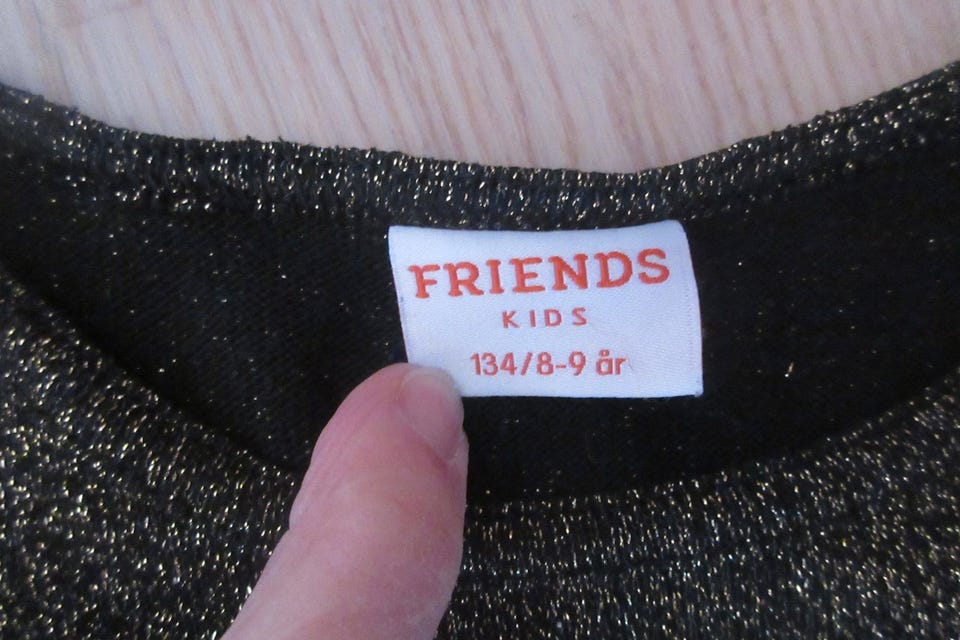 FRIENDS
KIDS
134/8-9 år